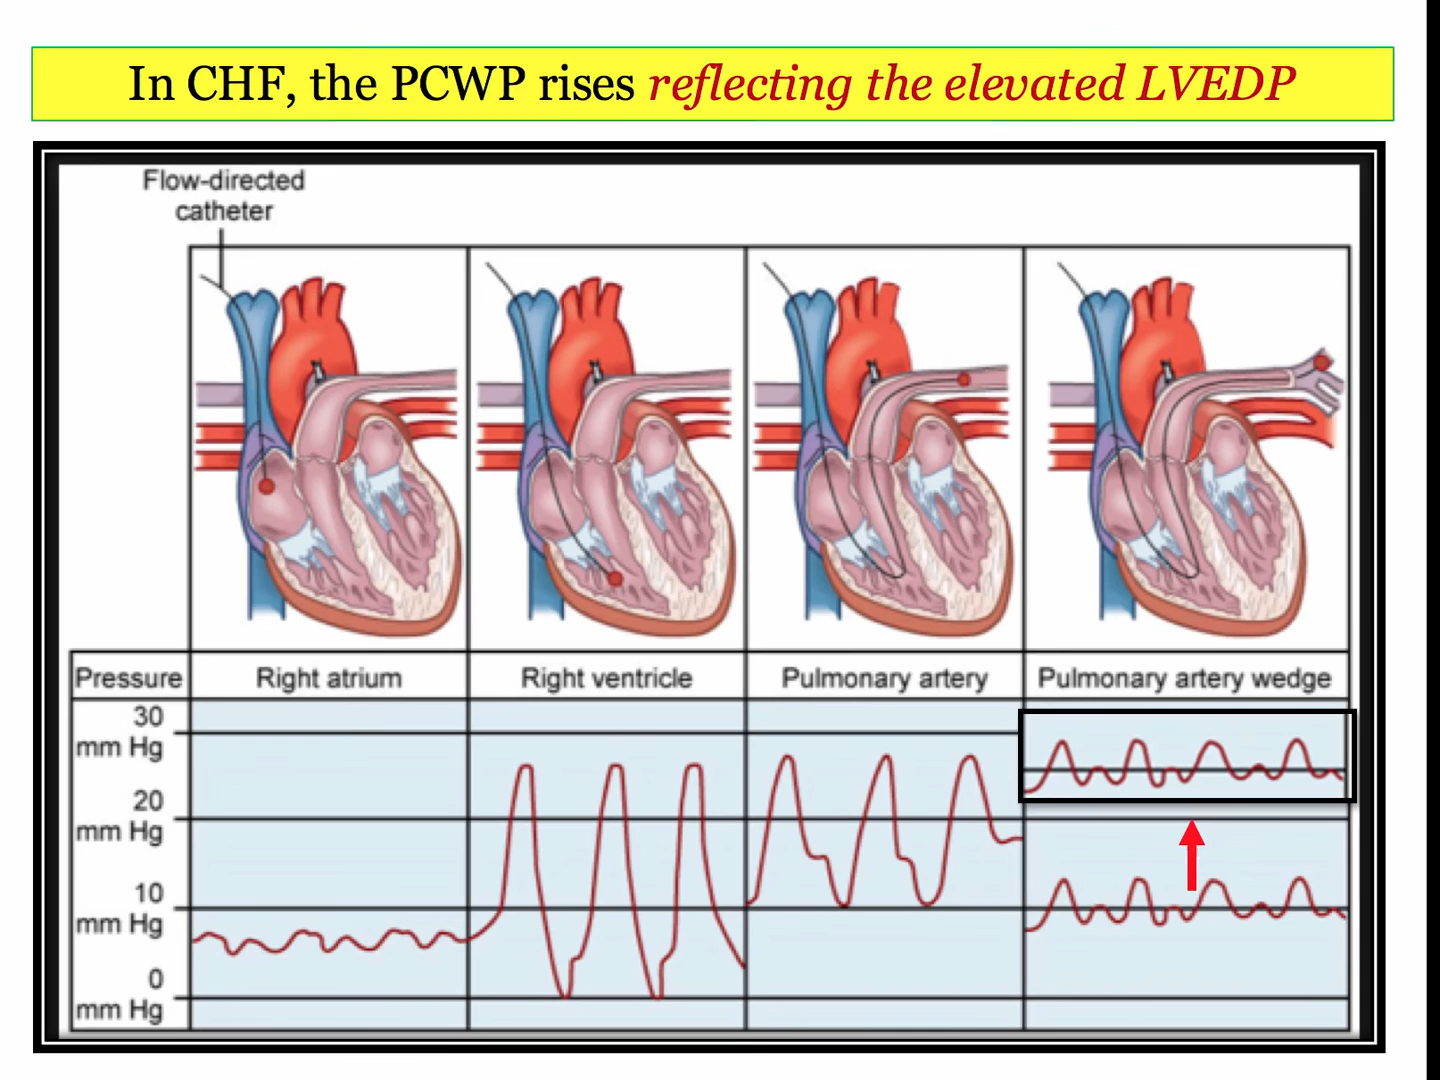 In CHF, the PCWP rises reflecting the elevated LVEDP
Flow-directed
catheter
Pressure
Right atrium
Right ventricle
Pulmonary artery
Pulmonary artery wedge
30
mm Hg
20
mm Hg
10
mm Hg
0
mm Hg